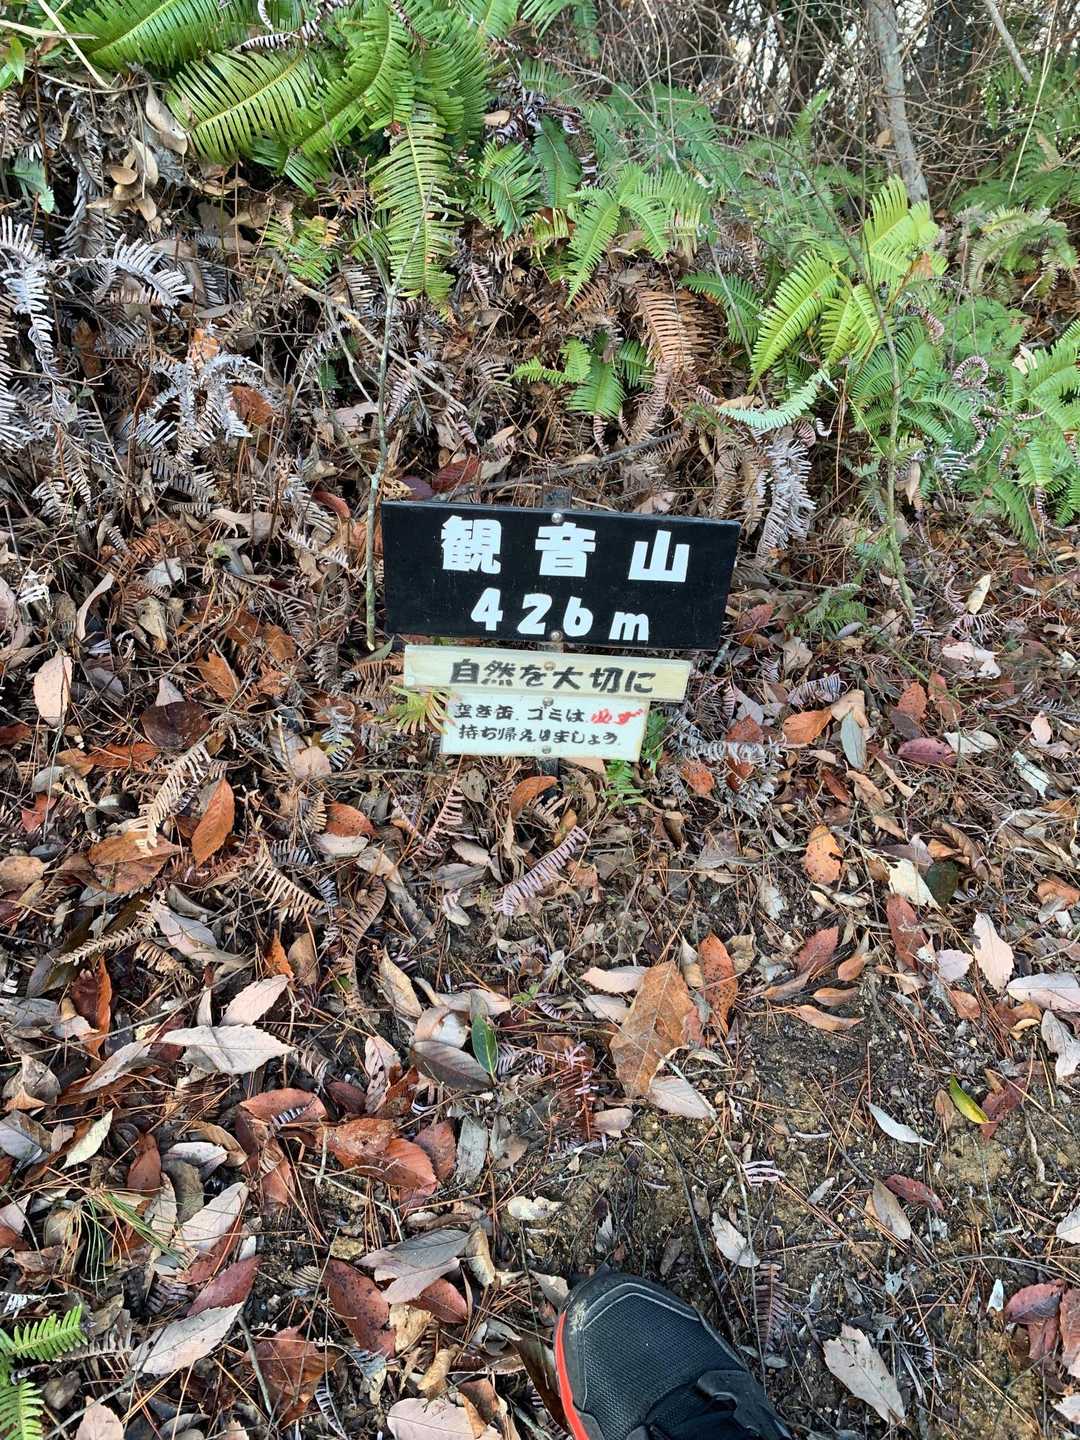 観音山
426m
自然を大切に
空き缶、ゴミは必ず
持ち帰えりましょう。